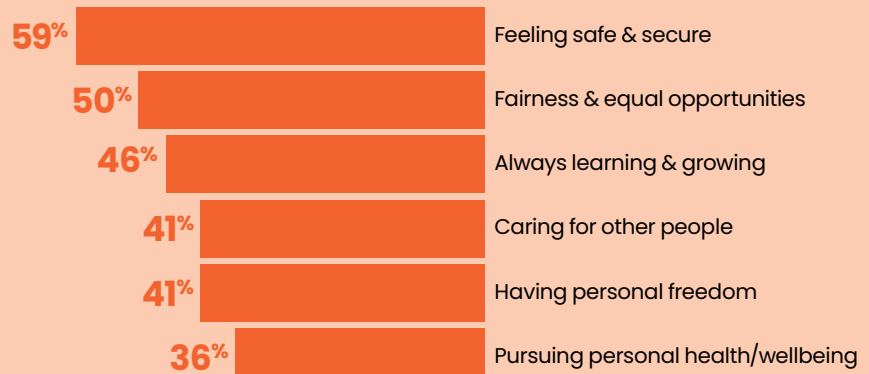 59% Feeling safe & secure
50% Fairness & equal opportunities
46% Always learning & growing
41% Caring for other people
41% Having personal freedom
36% Pursuing personal health/wellbeing